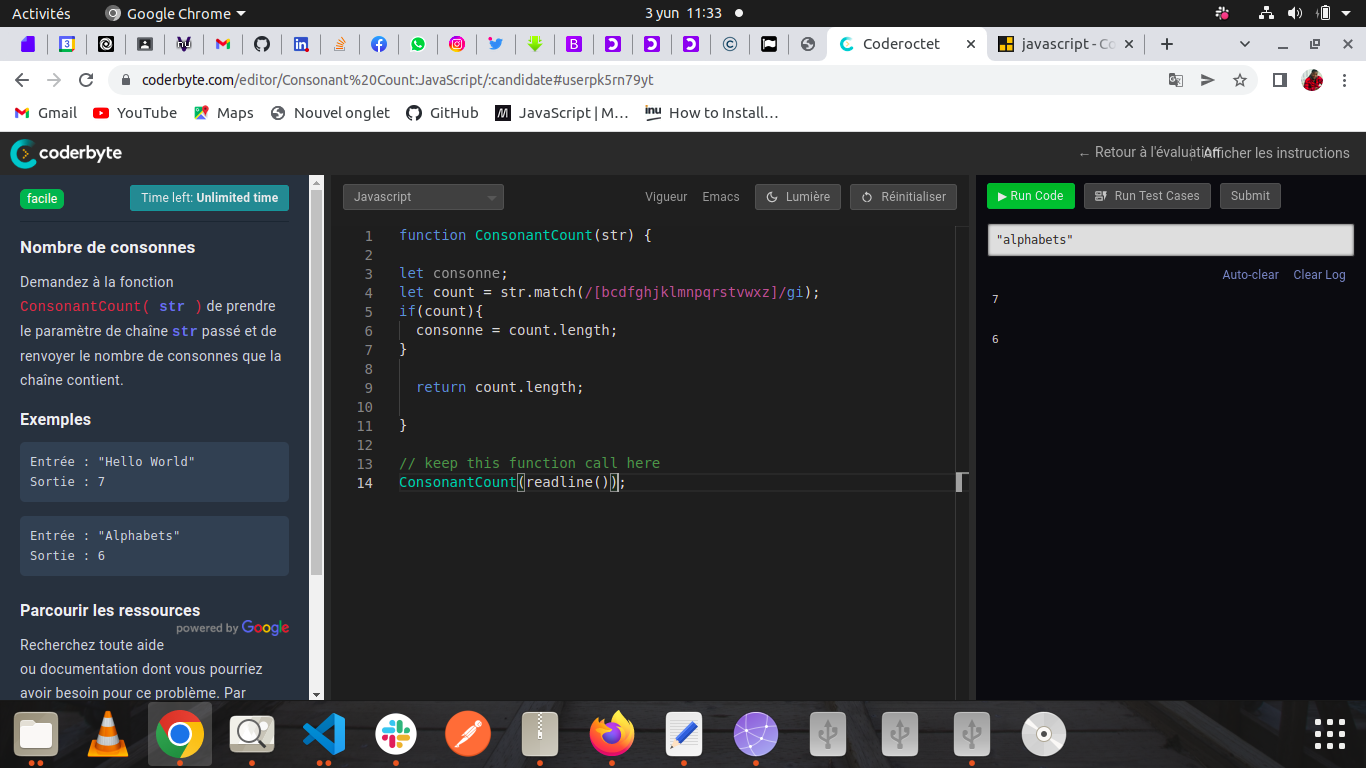 Activités
Google Chrome
3 yun 11:33
Coderoctet
javascript - Co
coderbyte.com/editor/Consonant%20Count:JavaScript/:candidate#userpk5rn79yt
Gmail
YouTube
Maps
Nouvel onglet
GitHub
JavaScript | M…
How to Install…
coderbyte
← Retour à l'évaluation
Afficher les instructions
facile
Time left: Unlimited time
Nombre de consonnes
Demandez à la fonction
ConsonantCount( str ) de prendre
le paramètre de chaîne str passé et de
renvoyer le nombre de consonnes que la
chaîne contient.
Exemples
Entrée : "Hello World"
Sortie : 7
Entrée : "Alphabets"
Sortie : 6
Parcourir les ressources
powered by Google
Recherchez toute aide
ou documentation dont vous pourriez
avoir besoin pour ce problème. Par
Javascript
Vigueur
Emacs
Lumière
Réinitialiser
1 function ConsonantCount(str) {
2
3 let consonne;
4 let count = str.match(/[bcdfghjklmnpqrstvwxz]/gi);
5 if(count){
6 consonne = count.length;
7 }
8
9 return count.length;
10
11 }
12
13 // keep this function call here
14 ConsonantCount(readline());
Run Code
Run Test Cases
Submit
"alphabets"
Auto-clear
Clear Log
7
6